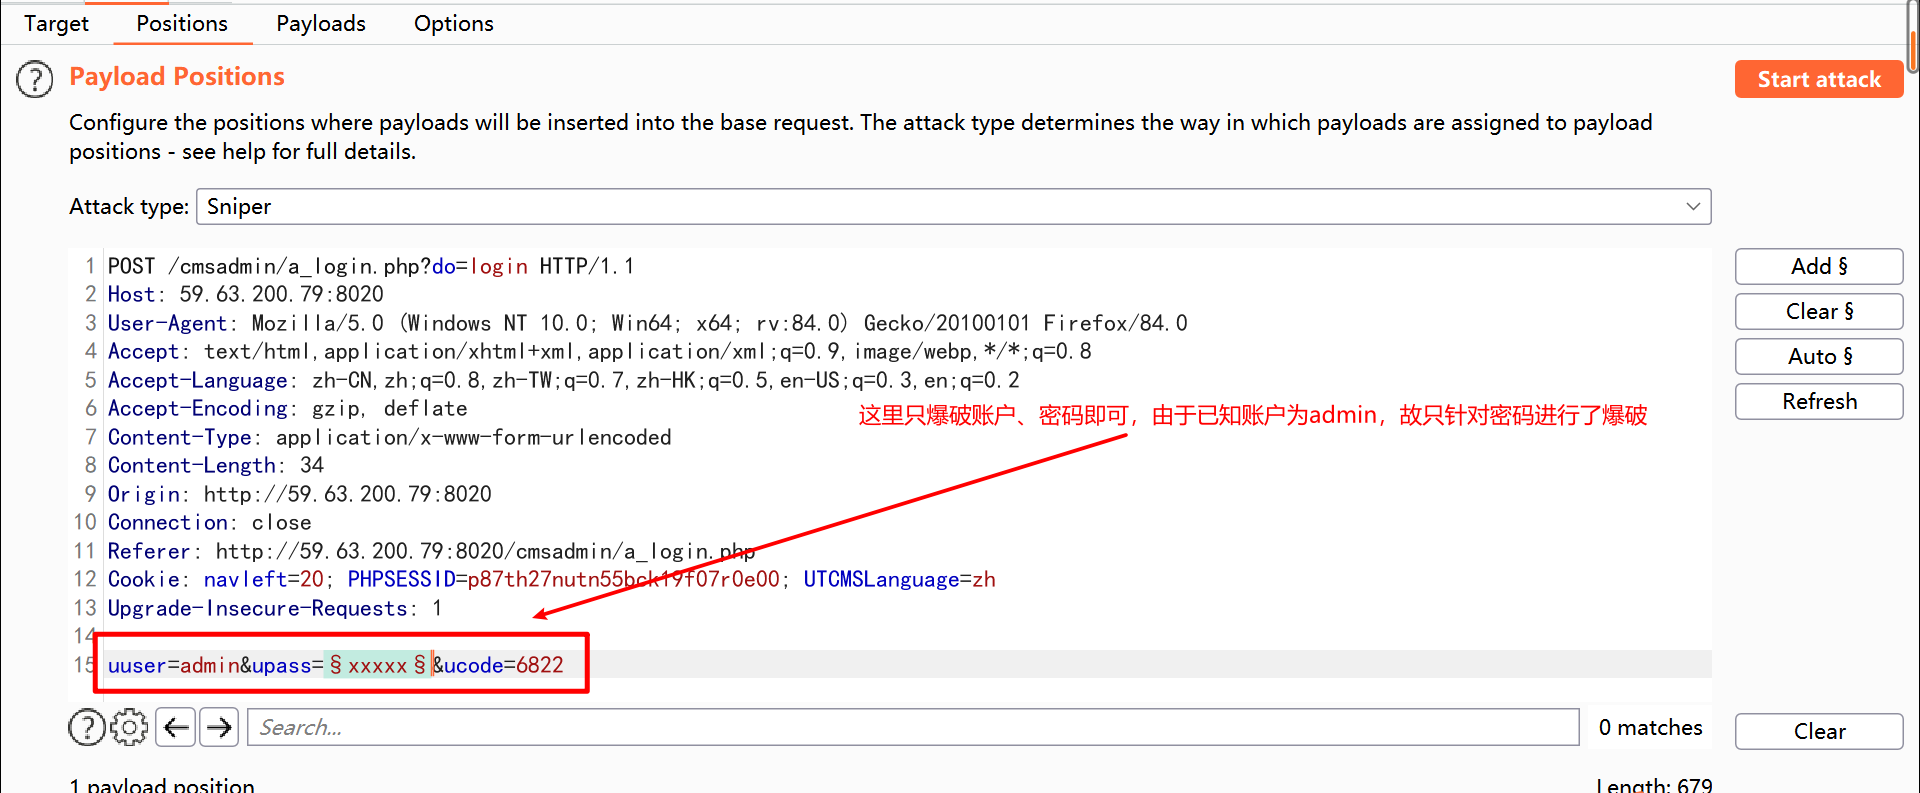 Target Positions Payloads Options
Payload Positions
Start attack
Configure the positions where payloads will be inserted into the base request. The attack type determines the way in which payloads are assigned to payload
positions - see help for full details.
Attack type: Sniper
1 POST /cmsadmin/a_login.php?do=login HTTP/1.1
2 Host: 59.63.200.79:8020
3 User-Agent: Mozilla/5.0 (Windows NT 10.0; Win64; x64; rv:84.0) Gecko/20100101 Firefox/84.0
4 Accept: text/html,application/xhtml+xml,application/xml;q=0.9,image/webp,*/*;q=0.8
5 Accept-Language: zh-CN,zh;q=0.8,zh-TW;q=0.7,zh-HK;q=0.5,en-US;q=0.3,en;q=0.2
6 Accept-Encoding: gzip, deflate
这里只爆破账户、密码即可，由于已知账户为admin，故只针对密码进行了爆破
7 Content-Type: application/x-www-form-urlencoded
8 Content-Length: 34
9 Origin: http://59.63.200.79:8020
10 Connection: close
11 Referer: http://59.63.200.79:8020/cmsadmin/a_login.php
12 Cookie: navleft=20; PHPSESSID=p87th27nutn55bck19f07r0e00; UTCMSLanguage=zh
13 Upgrade-Insecure-Requests: 1
14
15 uuser=admin&upass=§xxxxx§&ucode=6822
Add §
Clear §
Auto §
Refresh
Search...
0 matches
Clear
1 payload position
Length: 679